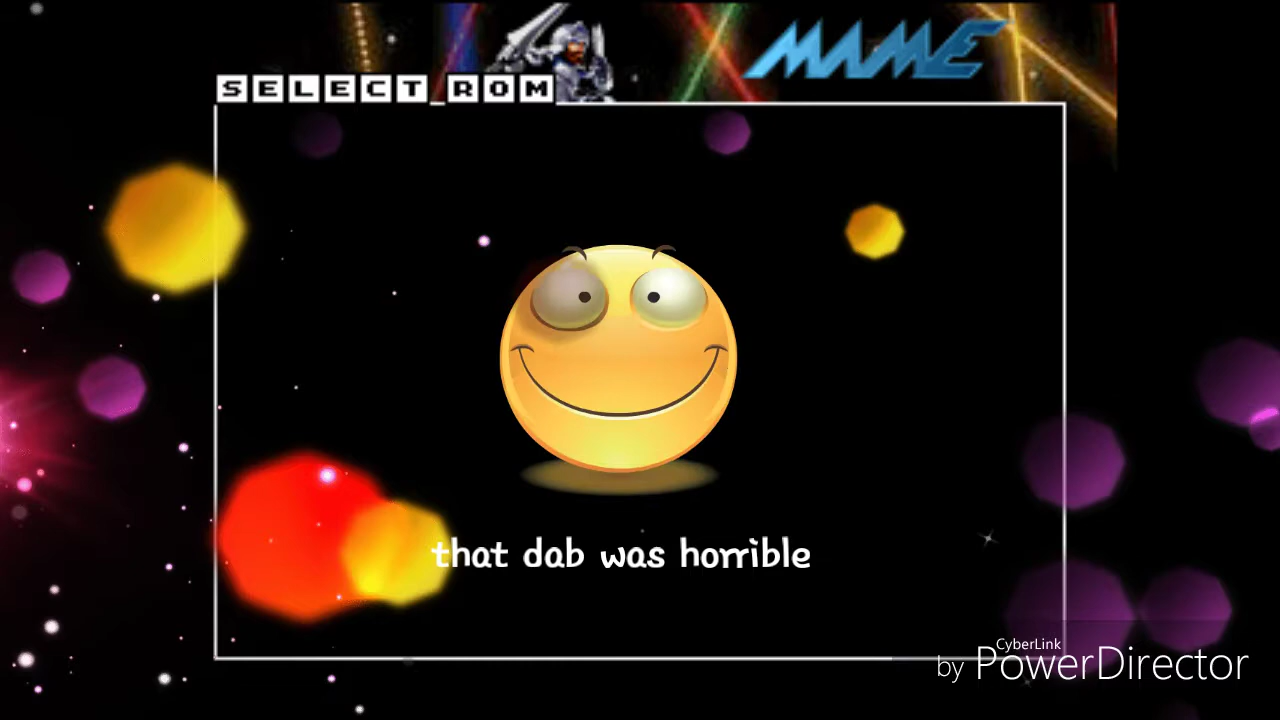 MAME
SELECT_ROM
that dab was horrible
CyberLink
by PowerDirector